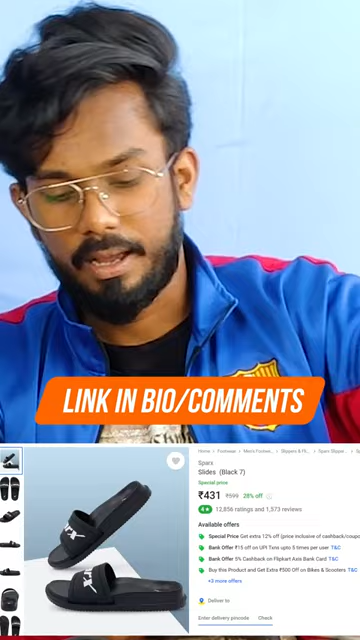 LINK IN BIO/COMMENTS
Sparx
Slides (Black 7)
Special price
₹431 ₹599 28% off
4★ 12,856 ratings and 1,573 reviews
Available offers
Special Price Get extra 12% off (price inclusive of cashback/coupo
Bank Offer ₹15 off on UPI Txns upto 5 times per user T&C
Bank Offer 5% Cashback on Flipkart Axis Bank Card T&C
Buy this Product and Get Extra ₹500 Off on Bikes & Scooters T&C
+3 more offers
Deliver to
Enter delivery pincode Check